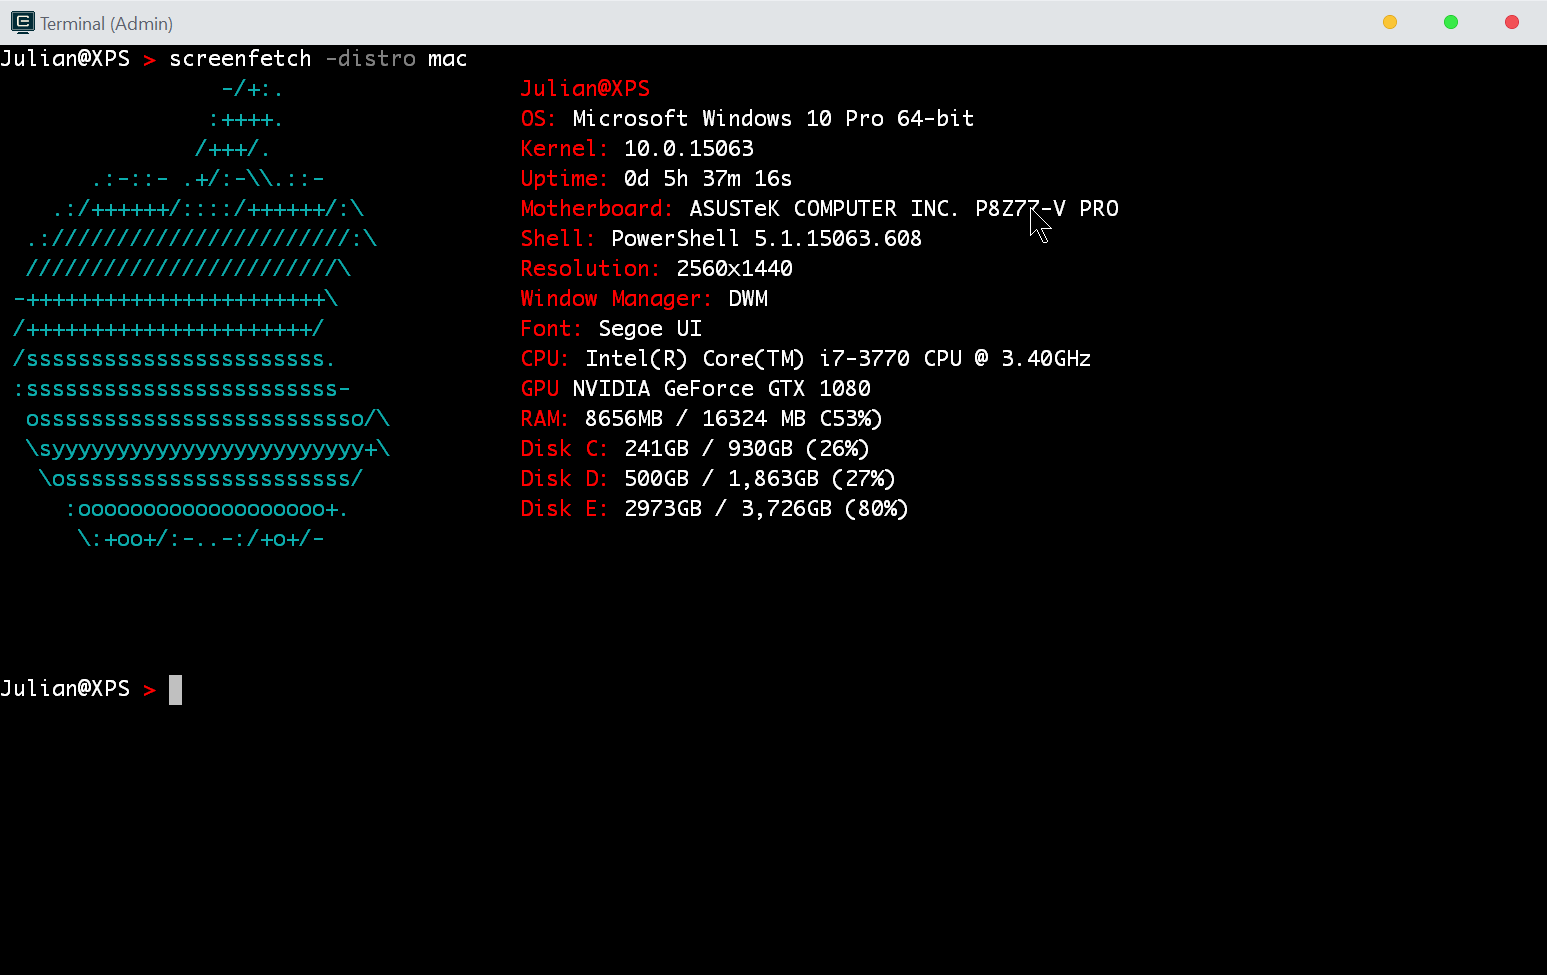 Terminal (Admin)
Julian@XPS > screenfetch -distro mac
                 -/+:.                  Julian@XPS
                :++++.                  OS: Microsoft Windows 10 Pro 64-bit
               /+++/.                   Kernel: 10.0.15063
       .:-::- .+/:-\\.::-               Uptime: 0d 5h 37m 16s
    .:/++++++/::::/++++++/:\            Motherboard: ASUSTeK COMPUTER INC. P8Z77-V PRO
  .:///////////////////////:\           Shell: PowerShell 5.1.15063.608
  ////////////////////////\             Resolution: 2560x1440
 -+++++++++++++++++++++++\              Window Manager: DWM
 /++++++++++++++++++++++/               Font: Segoe UI
 /sssssssssssssssssssssss.              CPU: Intel(R) Core(TM) i7-3770 CPU @ 3.40GHz
 :ssssssssssssssssssssssss-             GPU NVIDIA GeForce GTX 1080
  osssssssssssssssssssssssso/\          RAM: 8656MB / 16324 MB C53%)
  \syyyyyyyyyyyyyyyyyyyyyyyy+\          Disk C: 241GB / 930GB (26%)
   \ossssssssssssssssssssss/            Disk D: 500GB / 1,863GB (27%)
     :ooooooooooooooooooo+.             Disk E: 2973GB / 3,726GB (80%)
      \:+oo+/:-..-:/+o+/-
Julian@XPS >